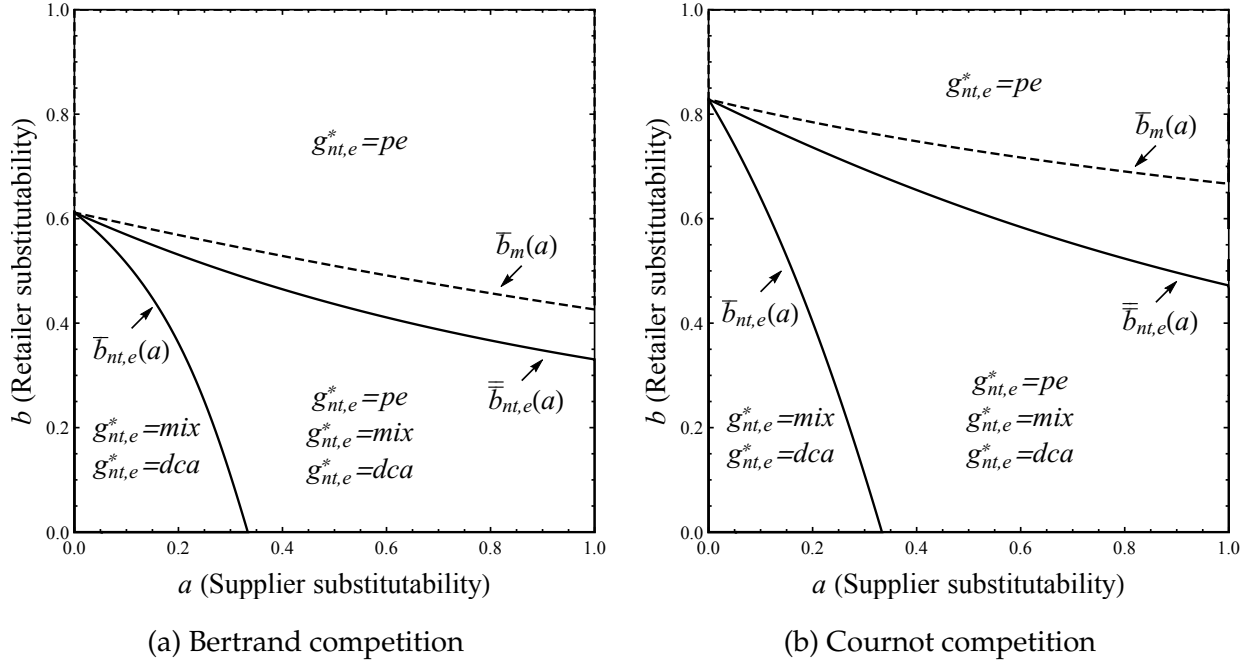 g*nt,e=pe
b̅m(a)
b̅nt,e(a)
b̿nt,e(a)
g*nt,e=mix
g*nt,e=dca
g*nt,e=pe
g*nt,e=mix
g*nt,e=dca
b (Retailer substitutability)
1.0
0.8
0.6
0.4
0.2
0.0
0.0 0.2 0.4 0.6 0.8 1.0
a (Supplier substitutability)
(a) Bertrand competition
g*nt,e=pe
b̅m(a)
b̅nt,e(a)
b̿nt,e(a)
g*nt,e=mix
g*nt,e=dca
g*nt,e=pe
g*nt,e=mix
g*nt,e=dca
b (Retailer substitutability)
1.0
0.8
0.6
0.4
0.2
0.0
0.0 0.2 0.4 0.6 0.8 1.0
a (Supplier substitutability)
(b) Cournot competition